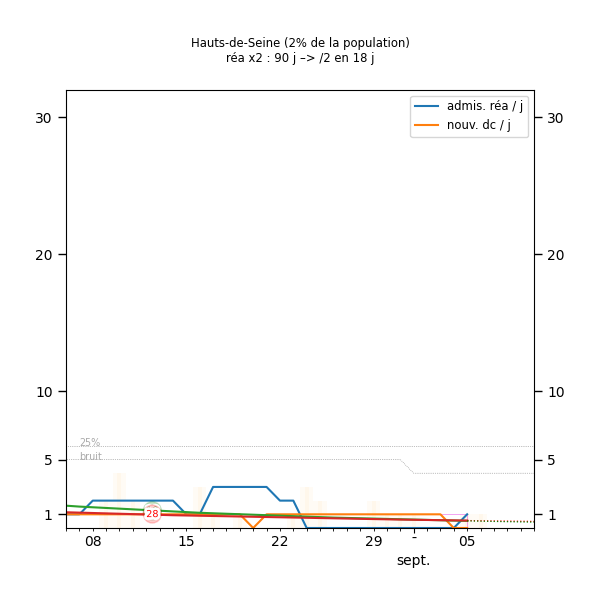 Hauts-de-Seine (2% de la population)
réa x2 : 90 j –> /2 en 18 j
admis. réa / j
nouv. dc / j
30 30
20 20
10 10
25%
5 5
bruit
28
1 1
08 15 22 29 - 05
sept.